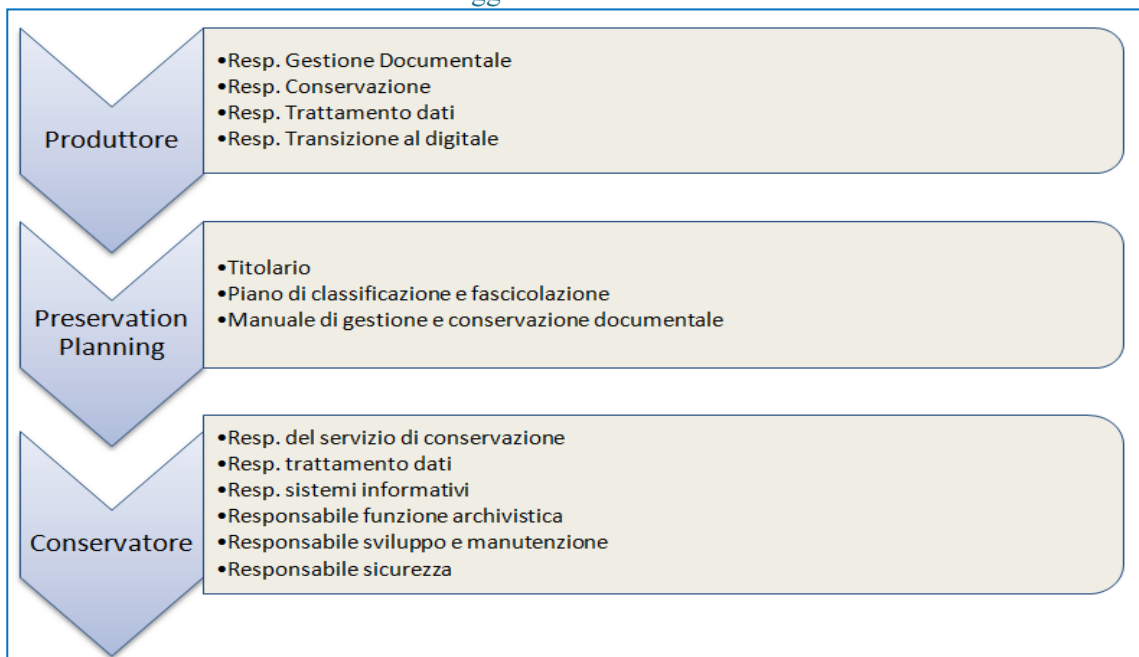 Produttore
•Resp. Gestione Documentale
•Resp. Conservazione
•Resp. Trattamento dati
•Resp. Transizione al digitale
Preservation
Planning
•Titolario
•Piano di classificazione e fascicolazione
•Manuale di gestione e conservazione documentale
Conservatore
•Resp. del servizio di conservazione
•Resp. trattamento dati
•Resp. sistemi informativi
•Responsabile funzione archivistica
•Responsabile sviluppo e manutenzione
•Responsabile sicurezza